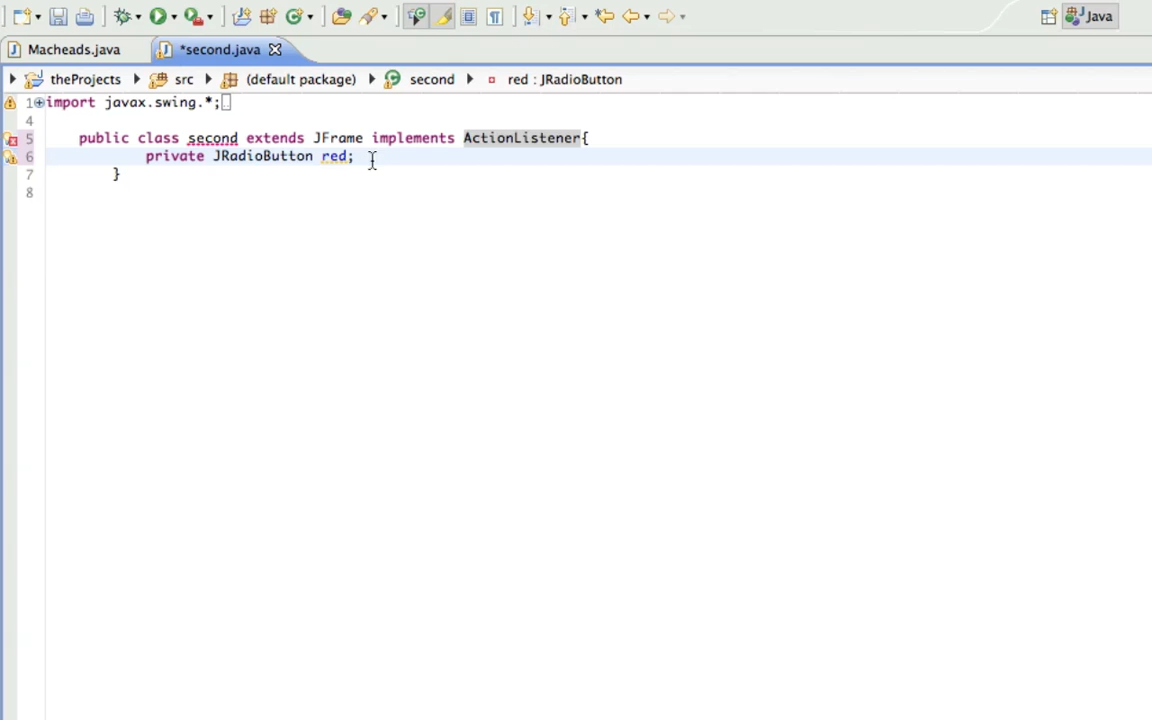 Java
Macheads.java *second.java
theProjects src (default package) second red : JRadioButton
1 import javax.swing.*;
4
5 public class second extends JFrame implements ActionListener{
6 private JRadioButton red;
7 }
8